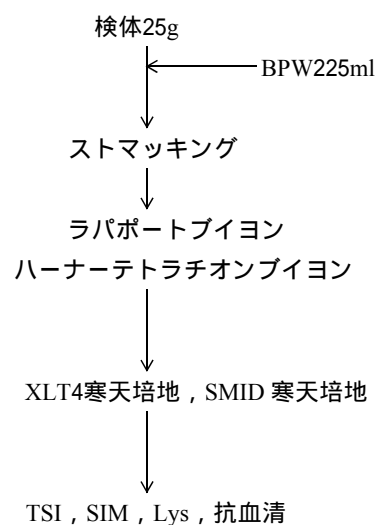 検体25g
BPW225ml
ストマッキング
ラパポートブイヨン
ハーナーテトラチオンブイヨン
XLT4寒天培地，SMID 寒天培地
TSI，SIM，Lys，抗血清